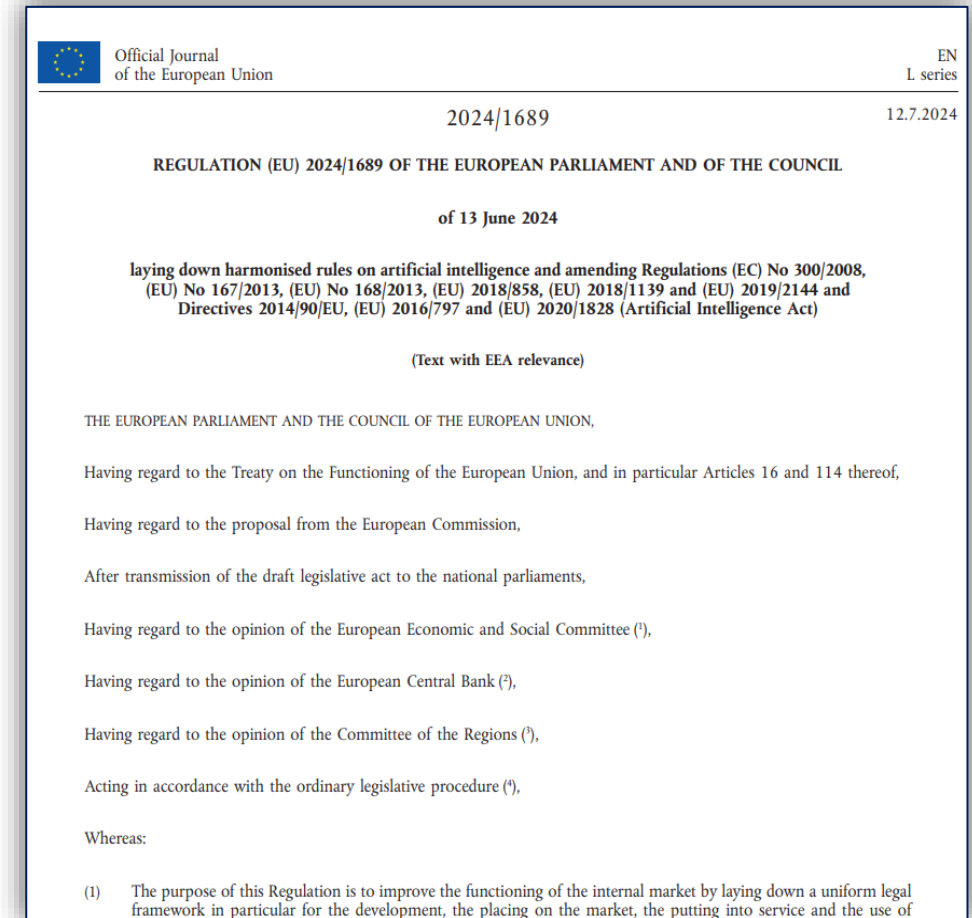 Official Journal
of the European Union
EN
L series
2024/1689
12.7.2024
REGULATION (EU) 2024/1689 OF THE EUROPEAN PARLIAMENT AND OF THE COUNCIL
of 13 June 2024
laying down harmonised rules on artificial intelligence and amending Regulations (EC) No 300/2008,
(EU) No 167/2013, (EU) No 168/2013, (EU) 2018/858, (EU) 2018/1139 and (EU) 2019/2144 and
Directives 2014/90/EU, (EU) 2016/797 and (EU) 2020/1828 (Artificial Intelligence Act)
(Text with EEA relevance)
THE EUROPEAN PARLIAMENT AND THE COUNCIL OF THE EUROPEAN UNION,
Having regard to the Treaty on the Functioning of the European Union, and in particular Articles 16 and 114 thereof,
Having regard to the proposal from the European Commission,
After transmission of the draft legislative act to the national parliaments,
Having regard to the opinion of the European Economic and Social Committee (¹),
Having regard to the opinion of the European Central Bank (²),
Having regard to the opinion of the Committee of the Regions (³),
Acting in accordance with the ordinary legislative procedure (⁴),
Whereas:
(1) The purpose of this Regulation is to improve the functioning of the internal market by laying down a uniform legal
framework in particular for the development, the placing on the market, the putting into service and the use of